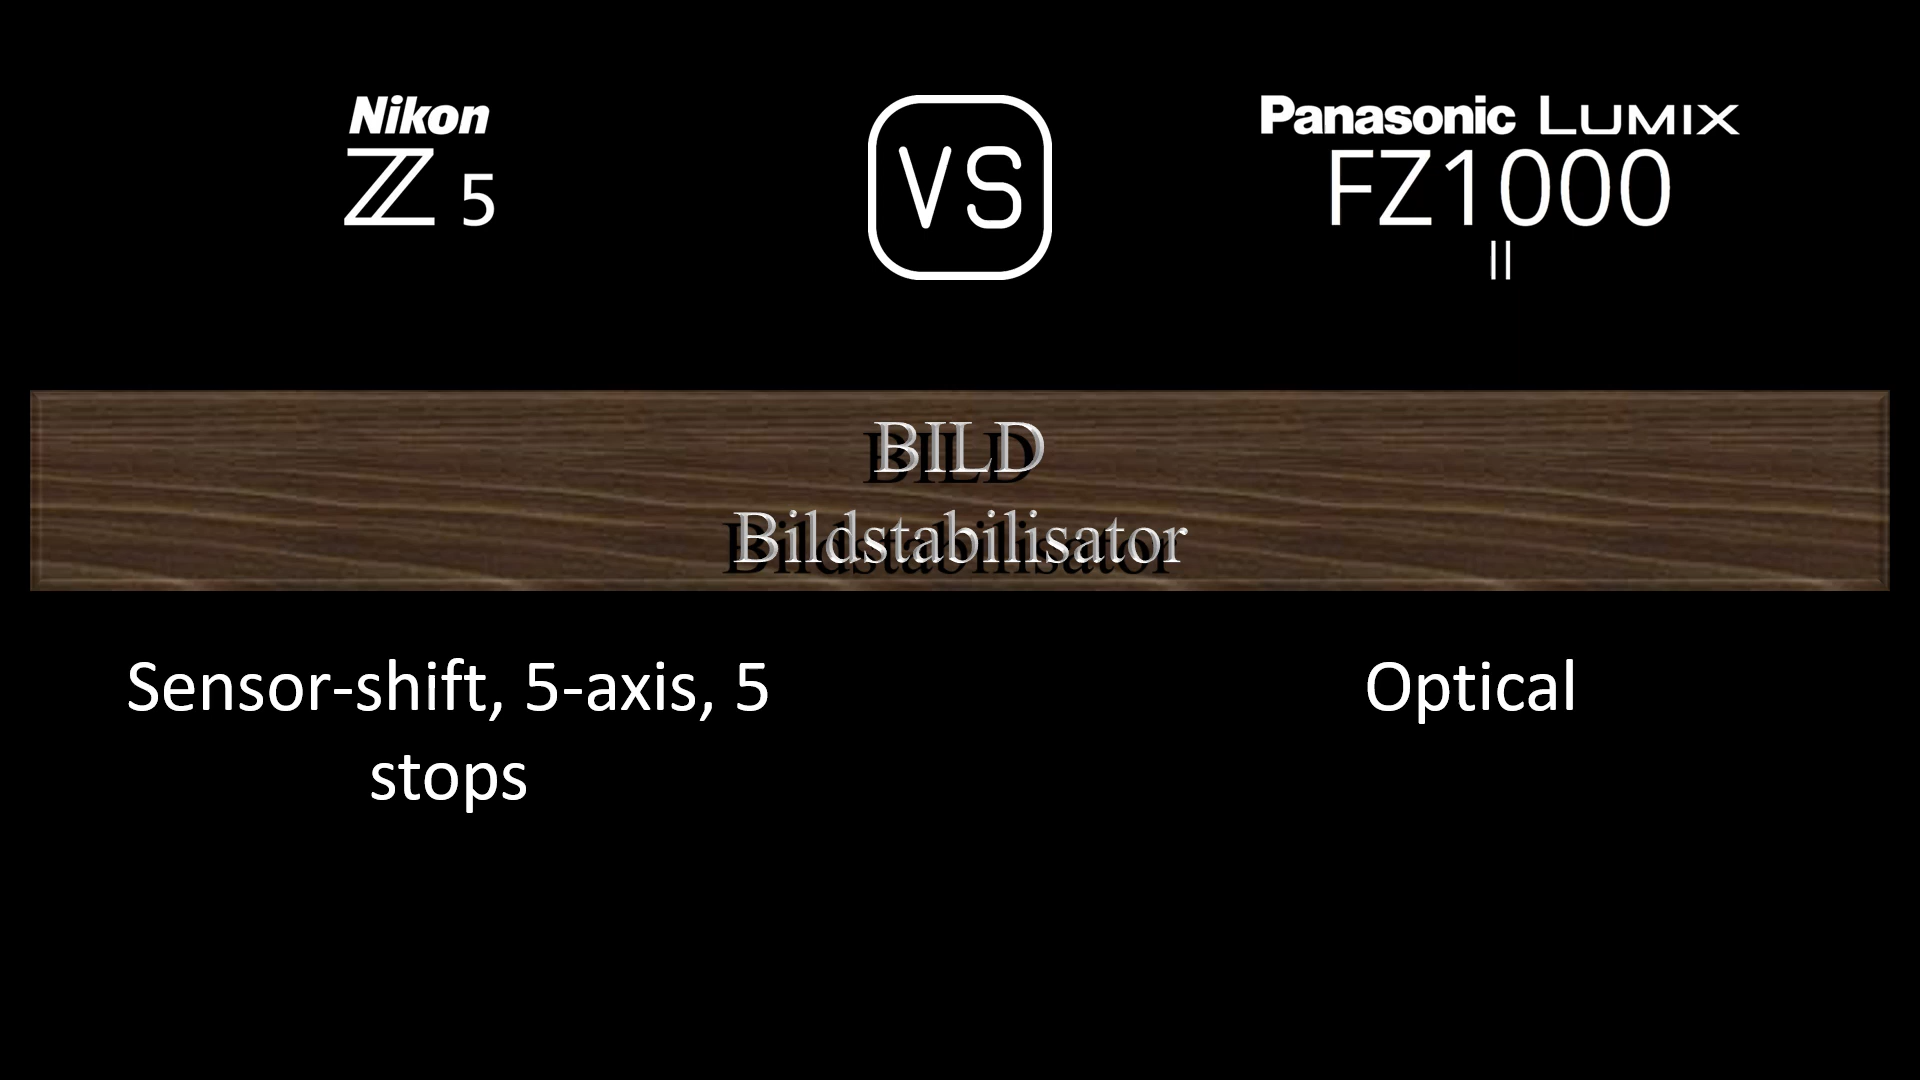 Nikon
Z 5
VS
Panasonic LUMIX
FZ1000
II
BILD
Bildstabilisator
Sensor-shift, 5-axis, 5
stops
Optical